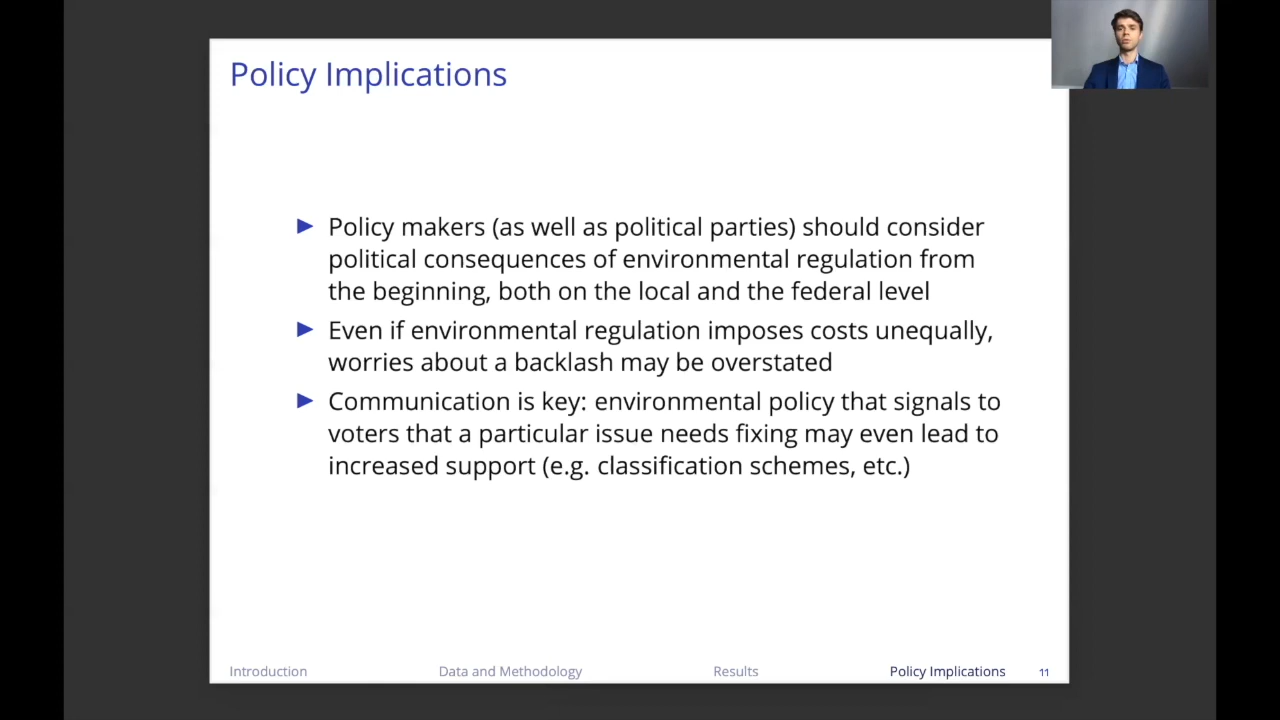 Policy Implications
Policy makers (as well as political parties) should consider
political consequences of environmental regulation from
the beginning, both on the local and the federal level
Even if environmental regulation imposes costs unequally,
worries about a backlash may be overstated
Communication is key: environmental policy that signals to
voters that a particular issue needs fixing may even lead to
increased support (e.g. classification schemes, etc.)
Introduction Data and Methodology Results Policy Implications 11